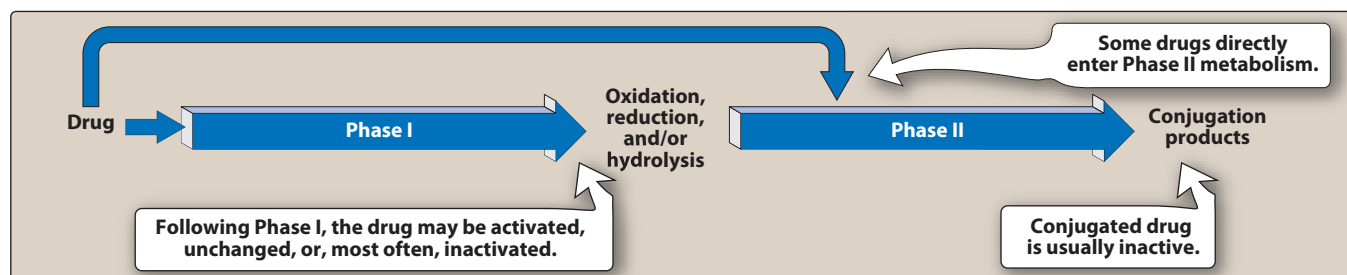 Some drugs directly
enter Phase II metabolism.
Drug
Phase I
Oxidation,
reduction,
and/or
hydrolysis
Phase II
Conjugation
products
Following Phase I, the drug may be activated,
unchanged, or, most often, inactivated.
Conjugated drug
is usually inactive.